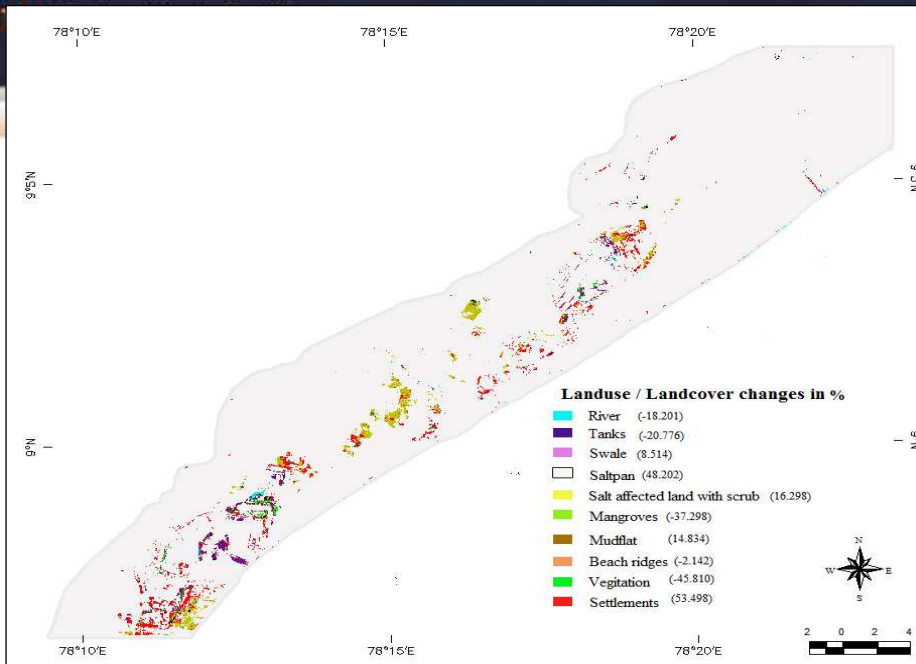 78°10′E 78°15′E 78°20′E
9°5′N
Landuse / Landcover changes in %
River (-18.201)
Tanks (-20.776)
Swale (8.514)
Saltpan (48.202)
9°N
Salt affected land with scrub (16.298)
Mangroves (-37.298)
Mudflat (14.834)
Beach ridges (-2.142)
Vegitation (-45.810)
Settlements (53.498)
N
W E
S
2 0 2 4
78°10′E 78°15′E 78°20′E